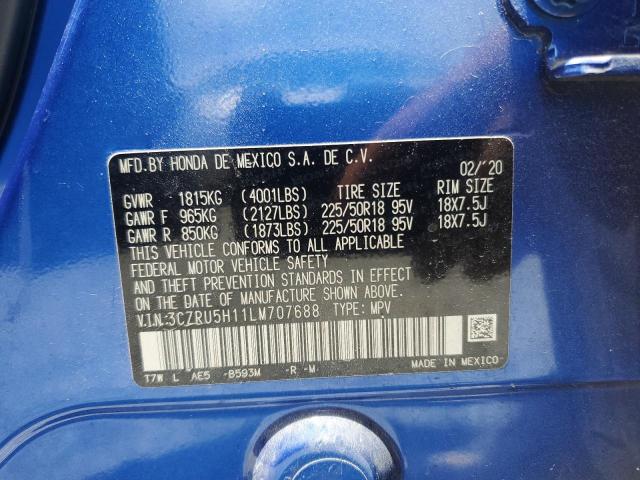 MFD.BY HONDA DE MEXICO S.A. DE C.V.
02/'20
GVWR 1815KG (4001LBS) TIRE SIZE RIM SIZE
GAWR F 965KG (2127LBS) 225/50R18 95V 18X7.5J
GAWR R 850KG (1873LBS) 225/50R18 95V 18X7.5J
THIS VEHICLE CONFORMS TO ALL APPLICABLE
FEDERAL MOTOR VEHICLE SAFETY
AND THEFT PREVENTION STANDARDS IN EFFECT
ON THE DATE OF MANUFACTURE SHOWN ABOVE.
V.I.N:3CZRU5H11LM707688 TYPE: MPV
T7W L AE5 -B593M -R -M- MADE IN MEXICO